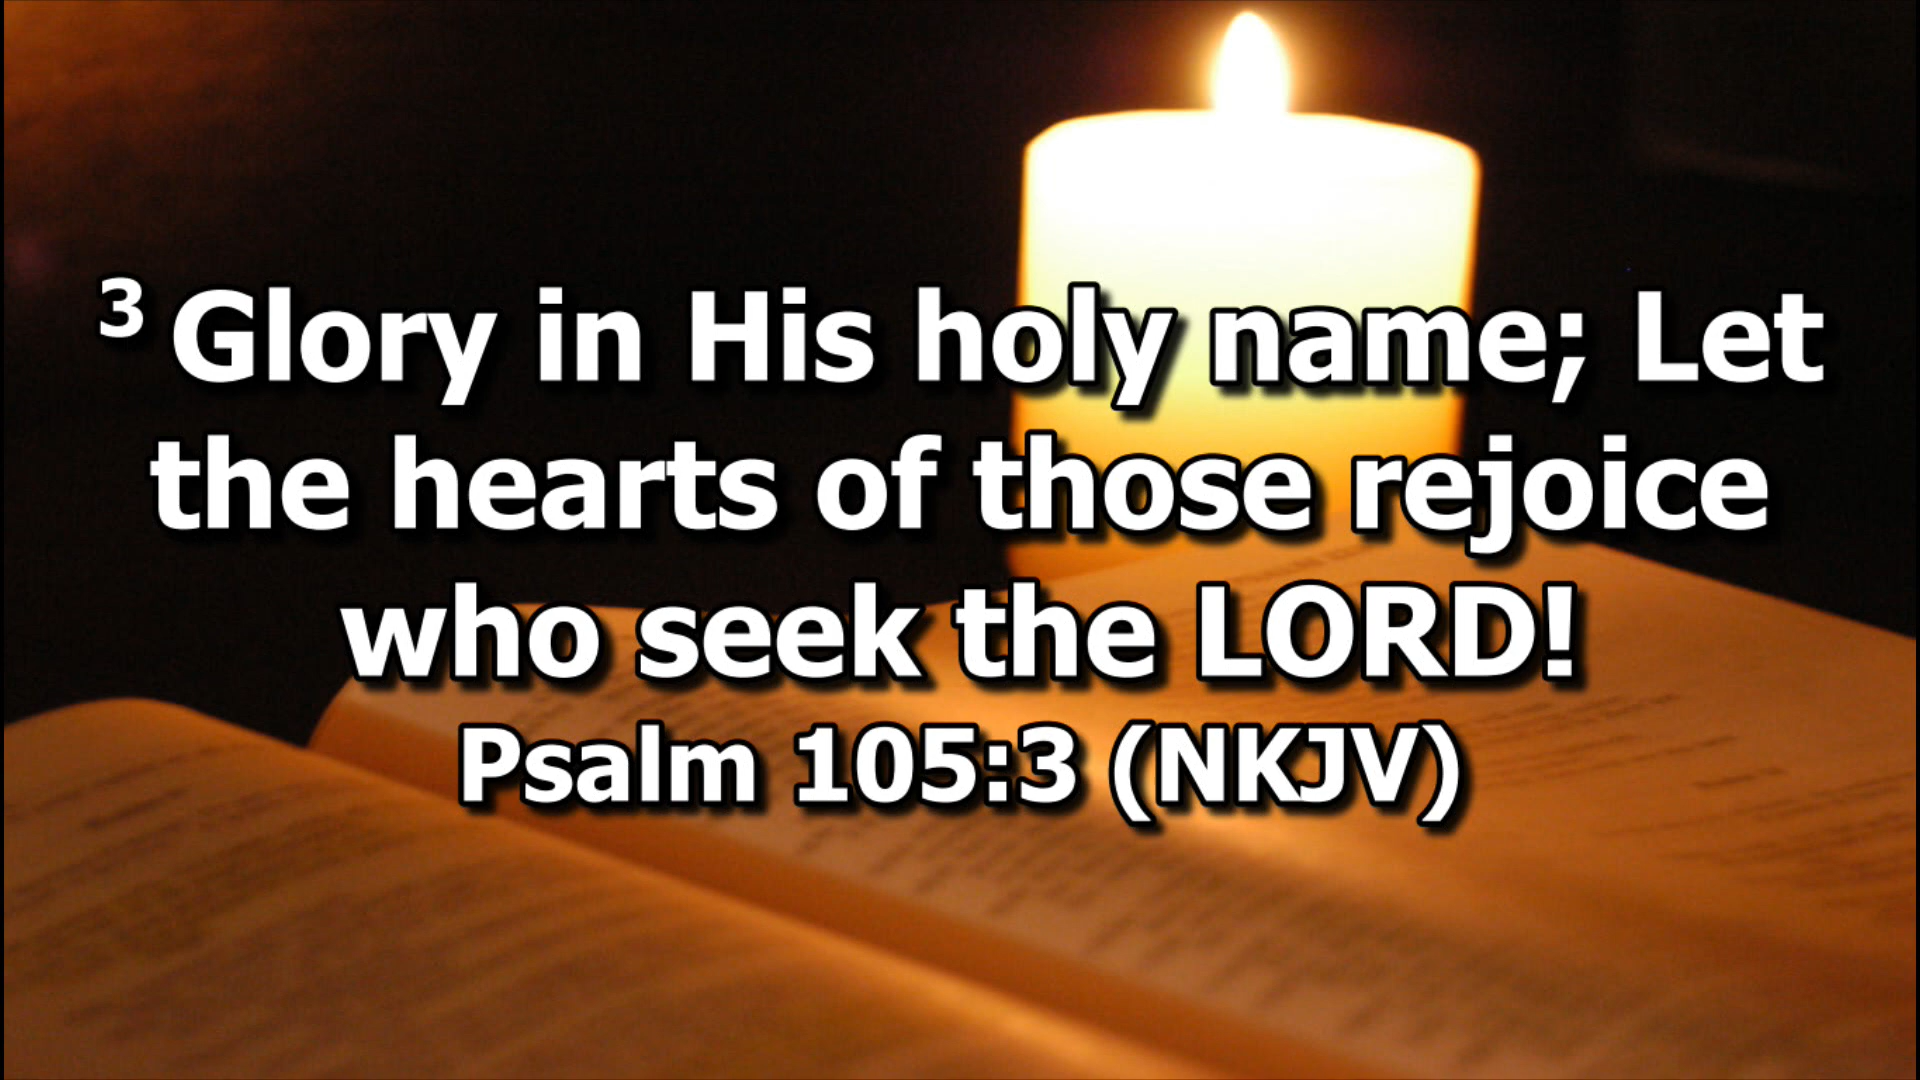 3 Glory in His holy name; Let
the hearts of those rejoice
who seek the LORD!
Psalm 105:3 (NKJV)